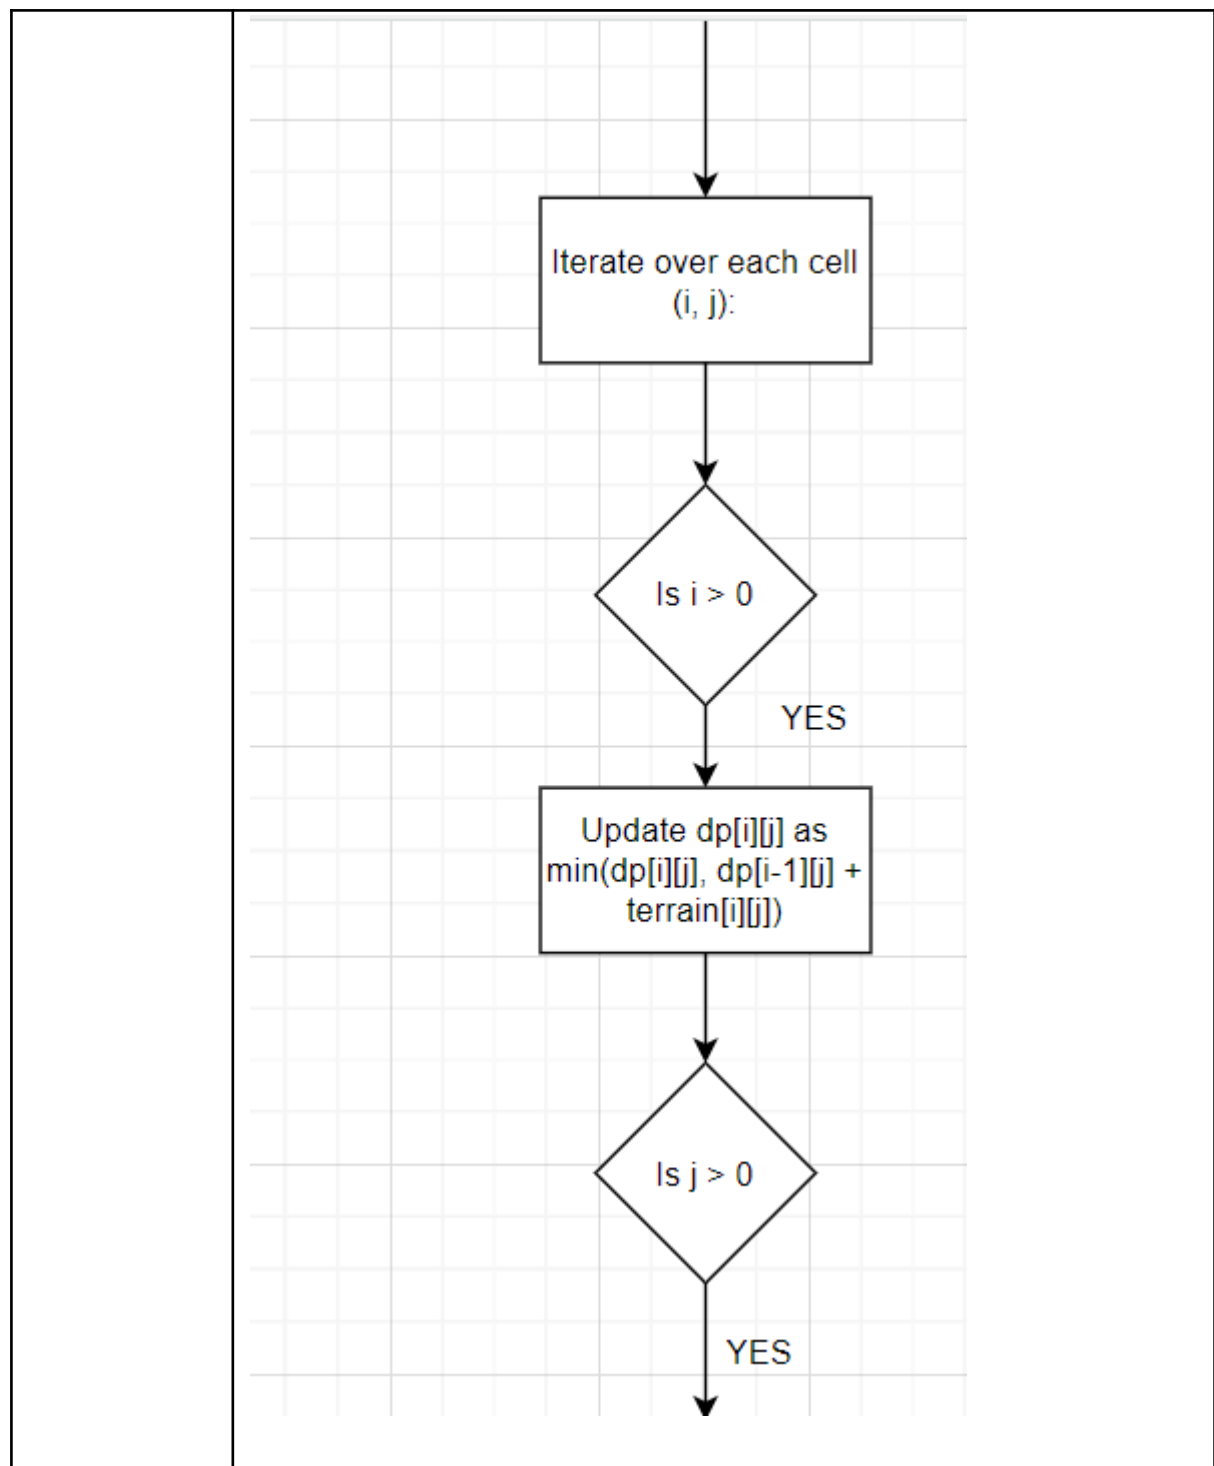 Iterate over each cell
(i, j):
Is i > 0
YES
Update dp[i][j] as
min(dp[i][j], dp[i-1][j] +
terrain[i][j])
Is j > 0
YES